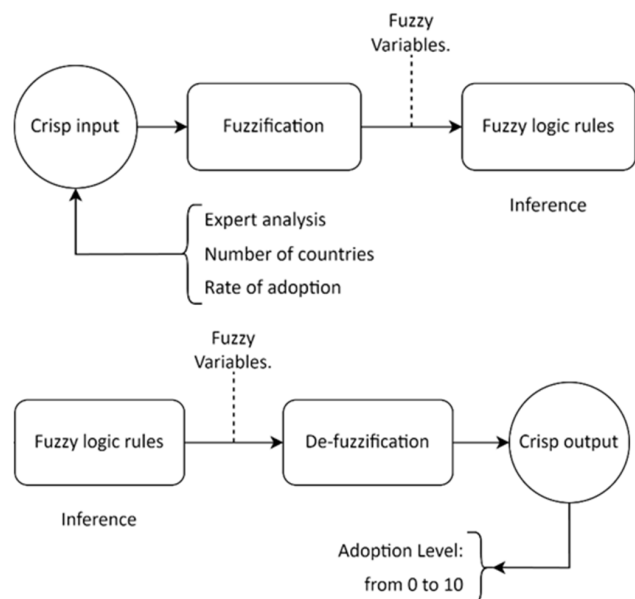 Fuzzy
Variables.
Crisp input
Fuzzification
Fuzzy logic rules
Inference
Expert analysis
Number of countries
Rate of adoption
Fuzzy
Variables.
Fuzzy logic rules
De-fuzzification
Crisp output
Inference
Adoption Level:
from 0 to 10